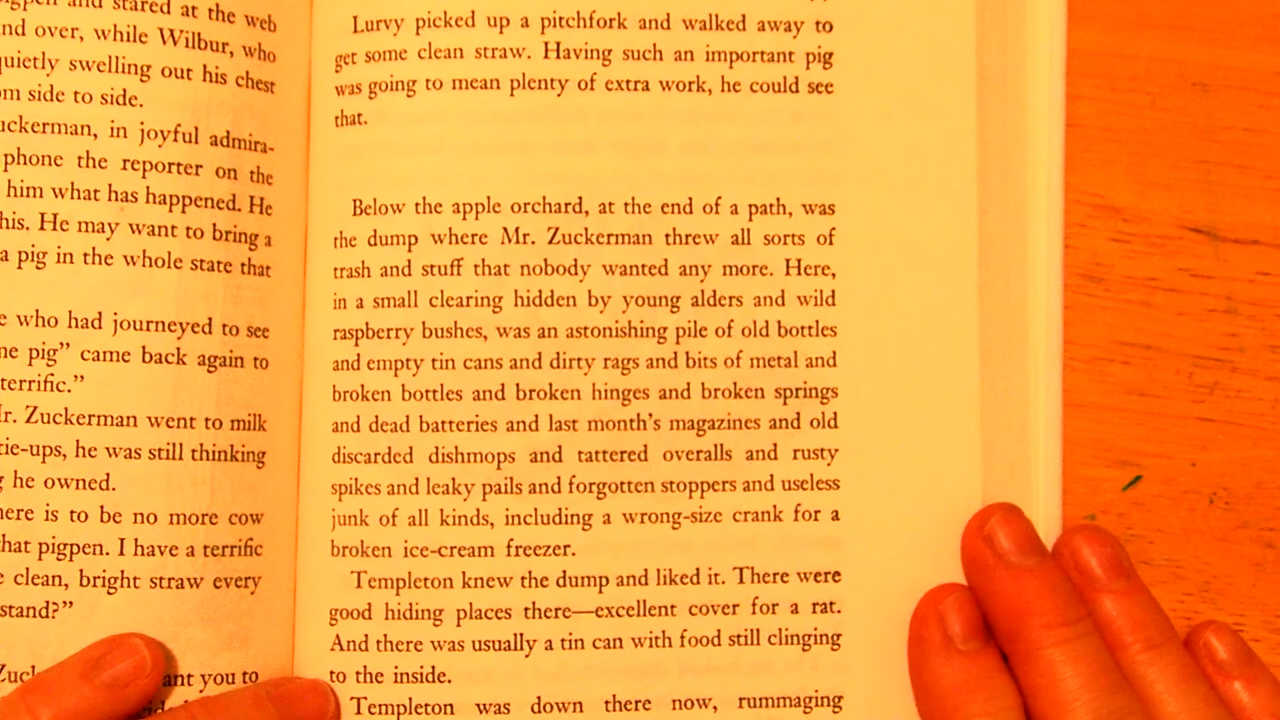 and stared at the web
nd over, while Wilbur, who
quietly swelling out his chest
om side to side.
uckerman, in joyful admira-
phone the reporter on the
him what has happened. He
his. He may want to bring a
a pig in the whole state that
e who had journeyed to see
ne pig” came back again to
terrific.”
Ir. Zuckerman went to milk
tie-ups, he was still thinking
g he owned.
here is to be no more cow
hat pigpen. I have a terrific
e clean, bright straw every
stand?”
Zuck
ant you to
Lurvy picked up a pitchfork and walked away to
get some clean straw. Having such an important pig
was going to mean plenty of extra work, he could see
that.
Below the apple orchard, at the end of a path, was
the dump where Mr. Zuckerman threw all sorts of
trash and stuff that nobody wanted any more. Here,
in a small clearing hidden by young alders and wild
raspberry bushes, was an astonishing pile of old bottles
and empty tin cans and dirty rags and bits of metal and
broken bottles and broken hinges and broken springs
and dead batteries and last month’s magazines and old
discarded dishmops and tattered overalls and rusty
spikes and leaky pails and forgotten stoppers and useless
junk of all kinds, including a wrong-size crank for a
broken ice-cream freezer.
Templeton knew the dump and liked it. There were
good hiding places there—excellent cover for a rat.
And there was usually a tin can with food still clinging
to the inside.
Templeton was down there now, rummaging